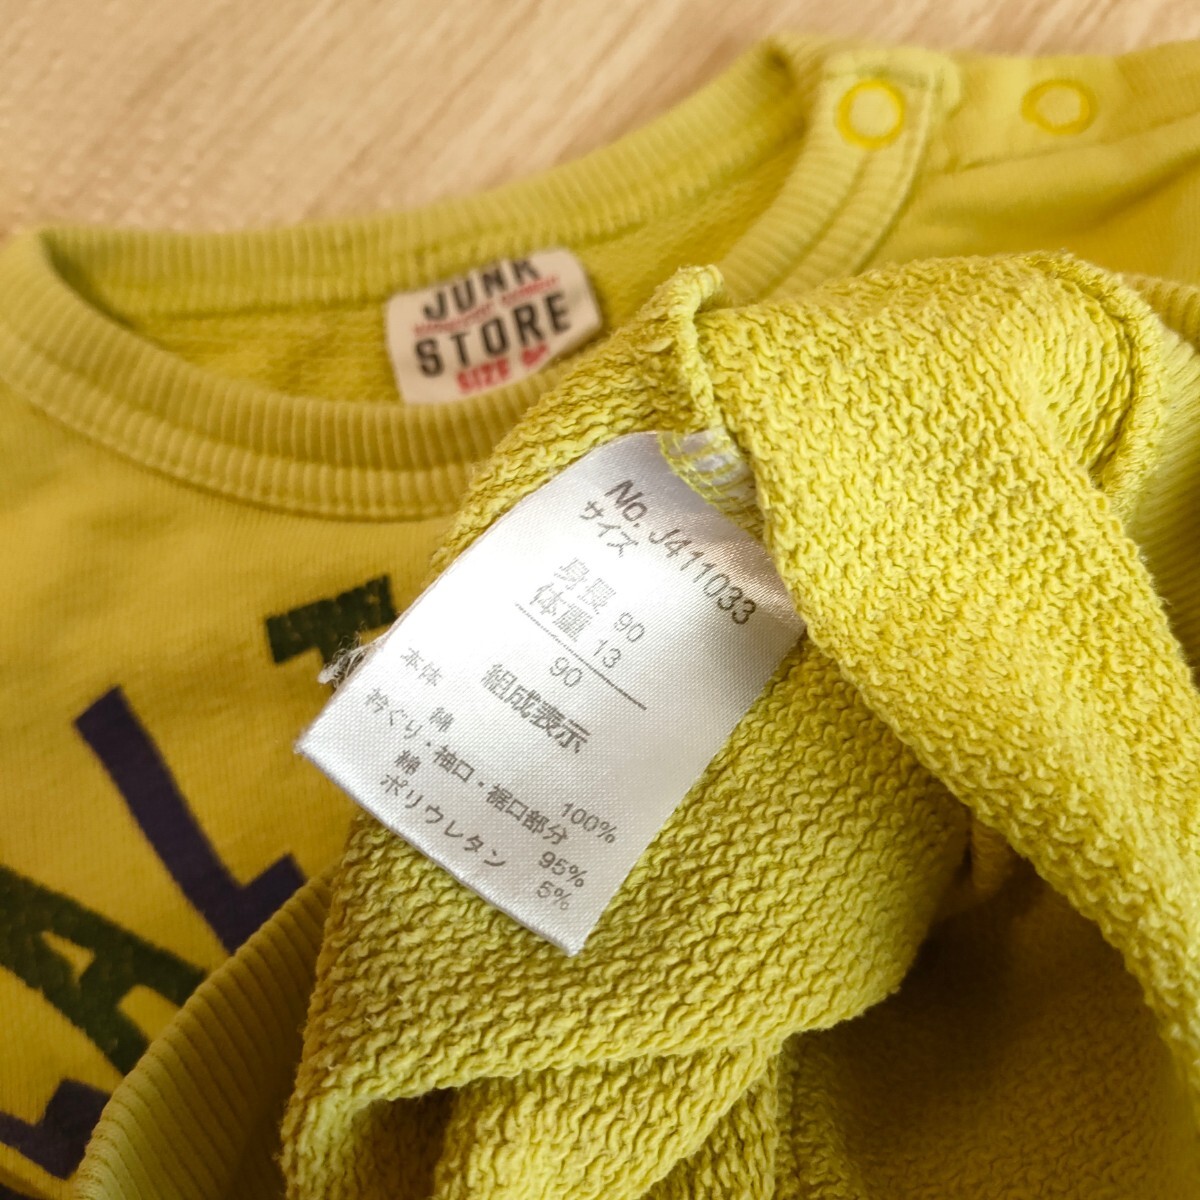 JUNK
STORE
SIZE
No. J411033
サイズ
身長 90
体重 13
90
組成表示
本体
綿 100%
衿ぐり・袖口・裾口部分
綿 95%
ポリウレタン 5%